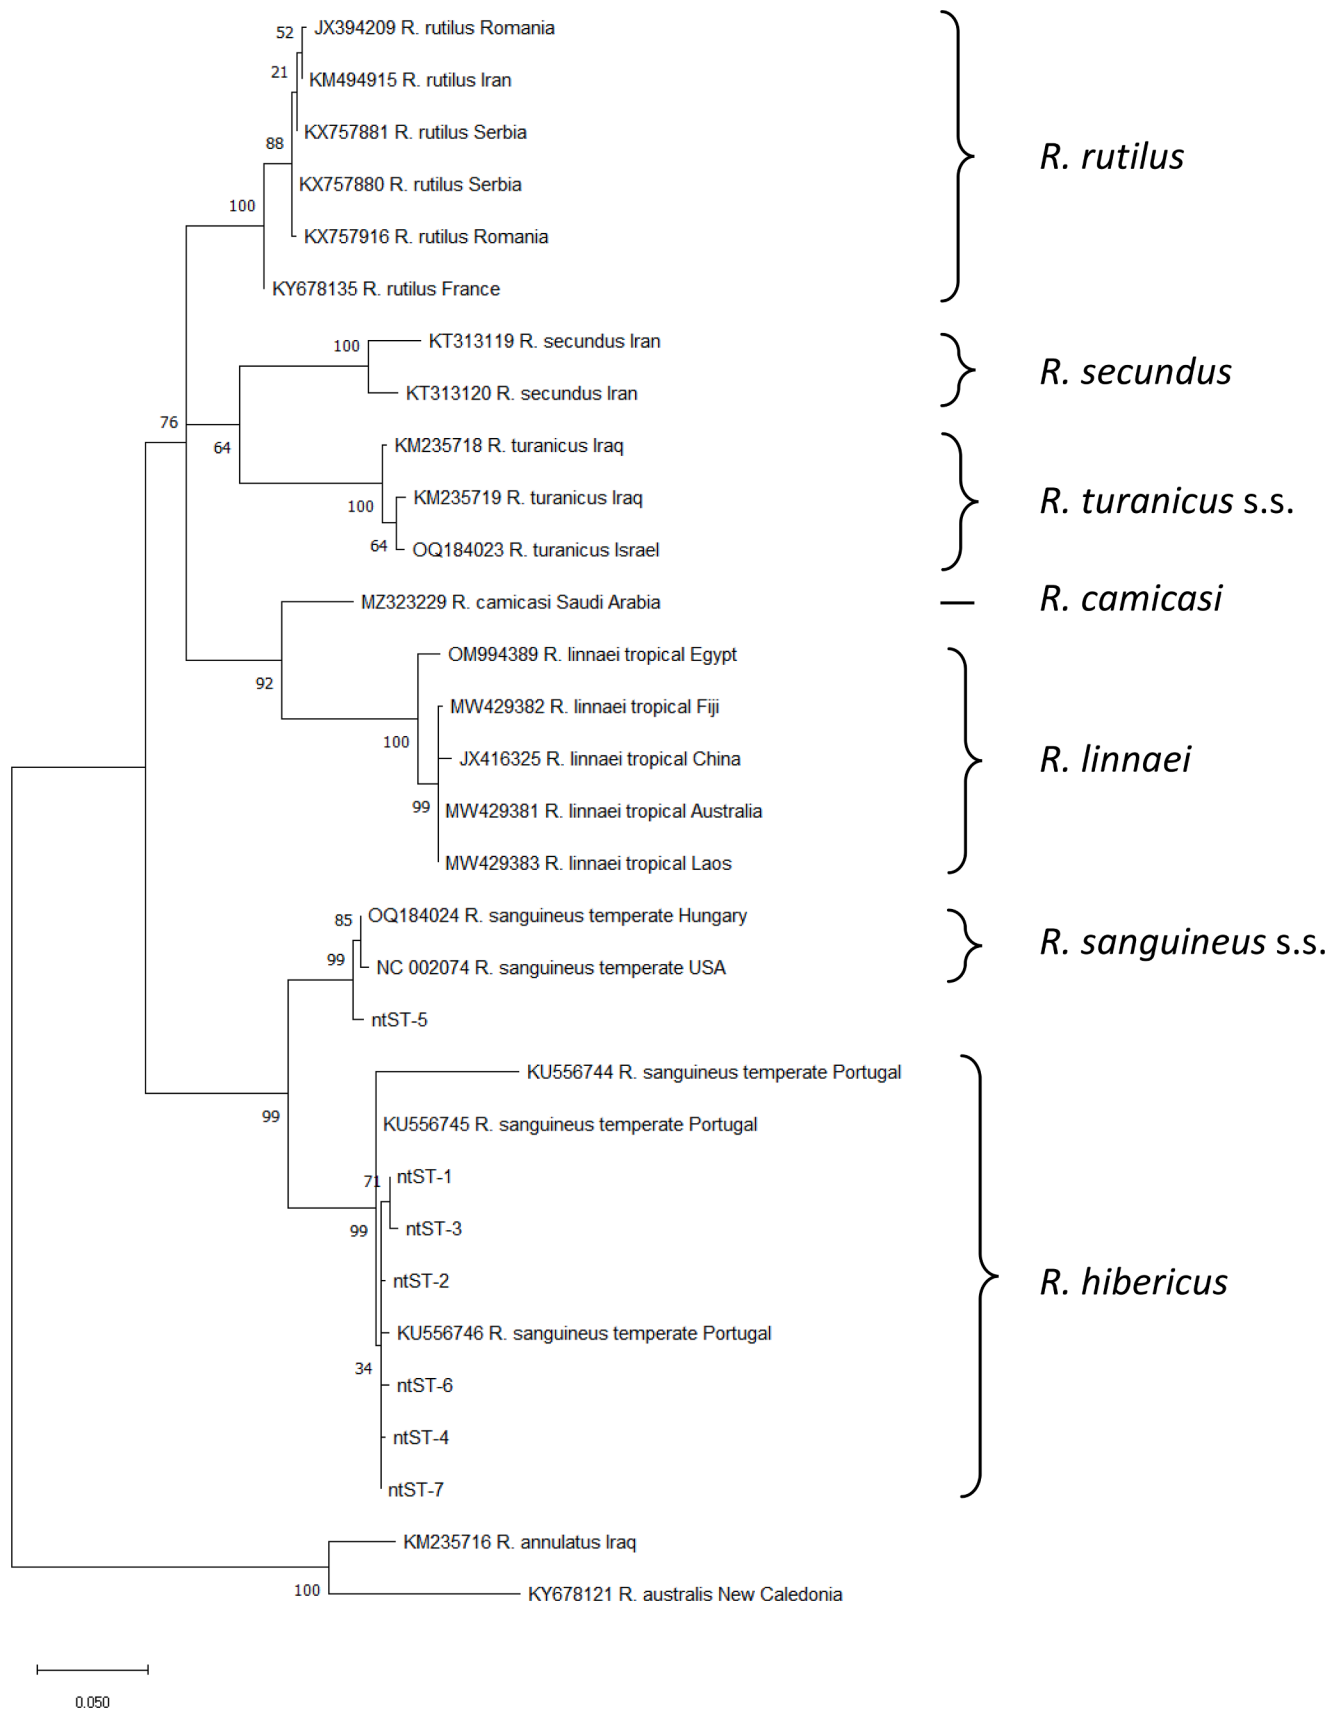 52
JX394209 R. rutilus Romania
21
KM494915 R. rutilus Iran
KX757881 R. rutilus Serbia
88
R. rutilus
KX757880 R. rutilus Serbia
100
KX757916 R. rutilus Romania
KY678135 R. rutilus France
100
KT313119 R. secundus Iran
R. secundus
KT313120 R. secundus Iran
76
64
KM235718 R. turanicus Iraq
KM235719 R. turanicus Iraq
R. turanicus s.s.
100
64
OQ184023 R. turanicus Israel
MZ323229 R. camicasi Saudi Arabia
R. camicasi
OM994389 R. linnaei tropical Egypt
92
MW429382 R. linnaei tropical Fiji
100
JX416325 R. linnaei tropical China
R. linnaei
99
MW429381 R. linnaei tropical Australia
MW429383 R. linnaei tropical Laos
85
OQ184024 R. sanguineus temperate Hungary
R. sanguineus s.s.
99
NC 002074 R. sanguineus temperate USA
ntST-5
KU556744 R. sanguineus temperate Portugal
99
KU556745 R. sanguineus temperate Portugal
71
ntST-1
99
ntST-3
ntST-2
R. hibericus
KU556746 R. sanguineus temperate Portugal
34
ntST-6
ntST-4
ntST-7
KM235716 R. annulatus Iraq
100
KY678121 R. australis New Caledonia
0.050